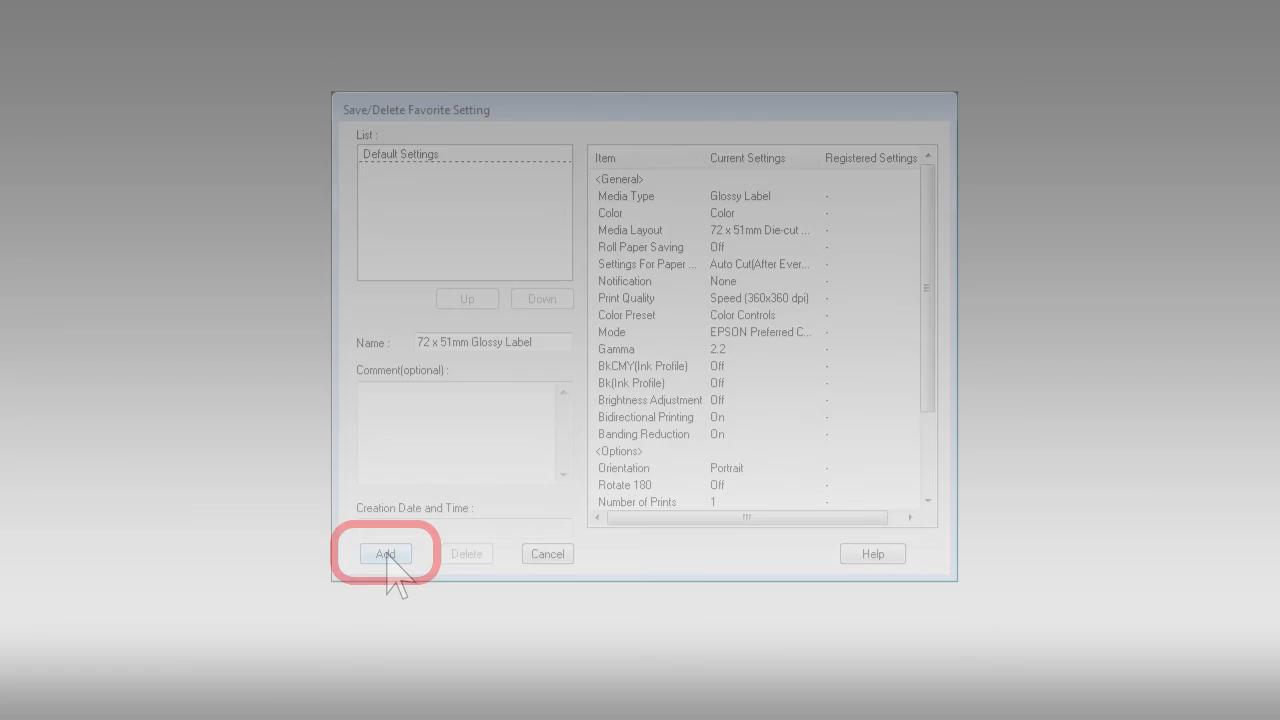 Save/Delete Favorite Setting
List :
Default Settings
Up
Down
Name :
72 x 51mm Glossy Label
Comment(optional) :
Creation Date and Time :
Add
Delete
Cancel
Item Current Settings Registered Settings
<General>
Media Type Glossy Label -
Color Color -
Media Layout 72 x 51mm Die-cut ... -
Roll Paper Saving Off -
Settings For Paper ... Auto Cut(After Ever... -
Notification None -
Print Quality Speed (360x360 dpi) -
Color Preset Color Controls -
Mode EPSON Preferred C... -
Gamma 2.2 -
BkCMY(Ink Profile) Off -
Bk(Ink Profile) Off -
Brightness Adjustment Off -
Bidirectional Printing On -
Banding Reduction On -
<Options>
Orientation Portrait -
Rotate 180 Off -
Number of Prints 1 -
Help